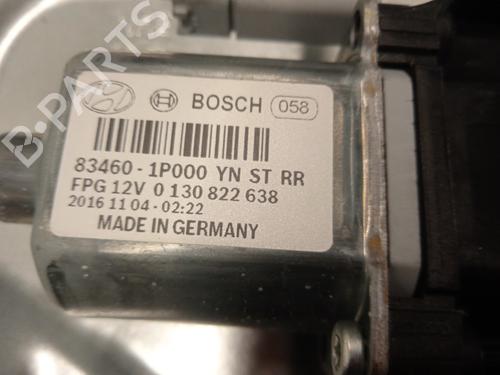 BOSCH 058
83460 - 1P000 YN ST RR
FPG 12V 0 130 822 638
2016 11 04 - 02:22
MADE IN GERMANY
B-PARTS